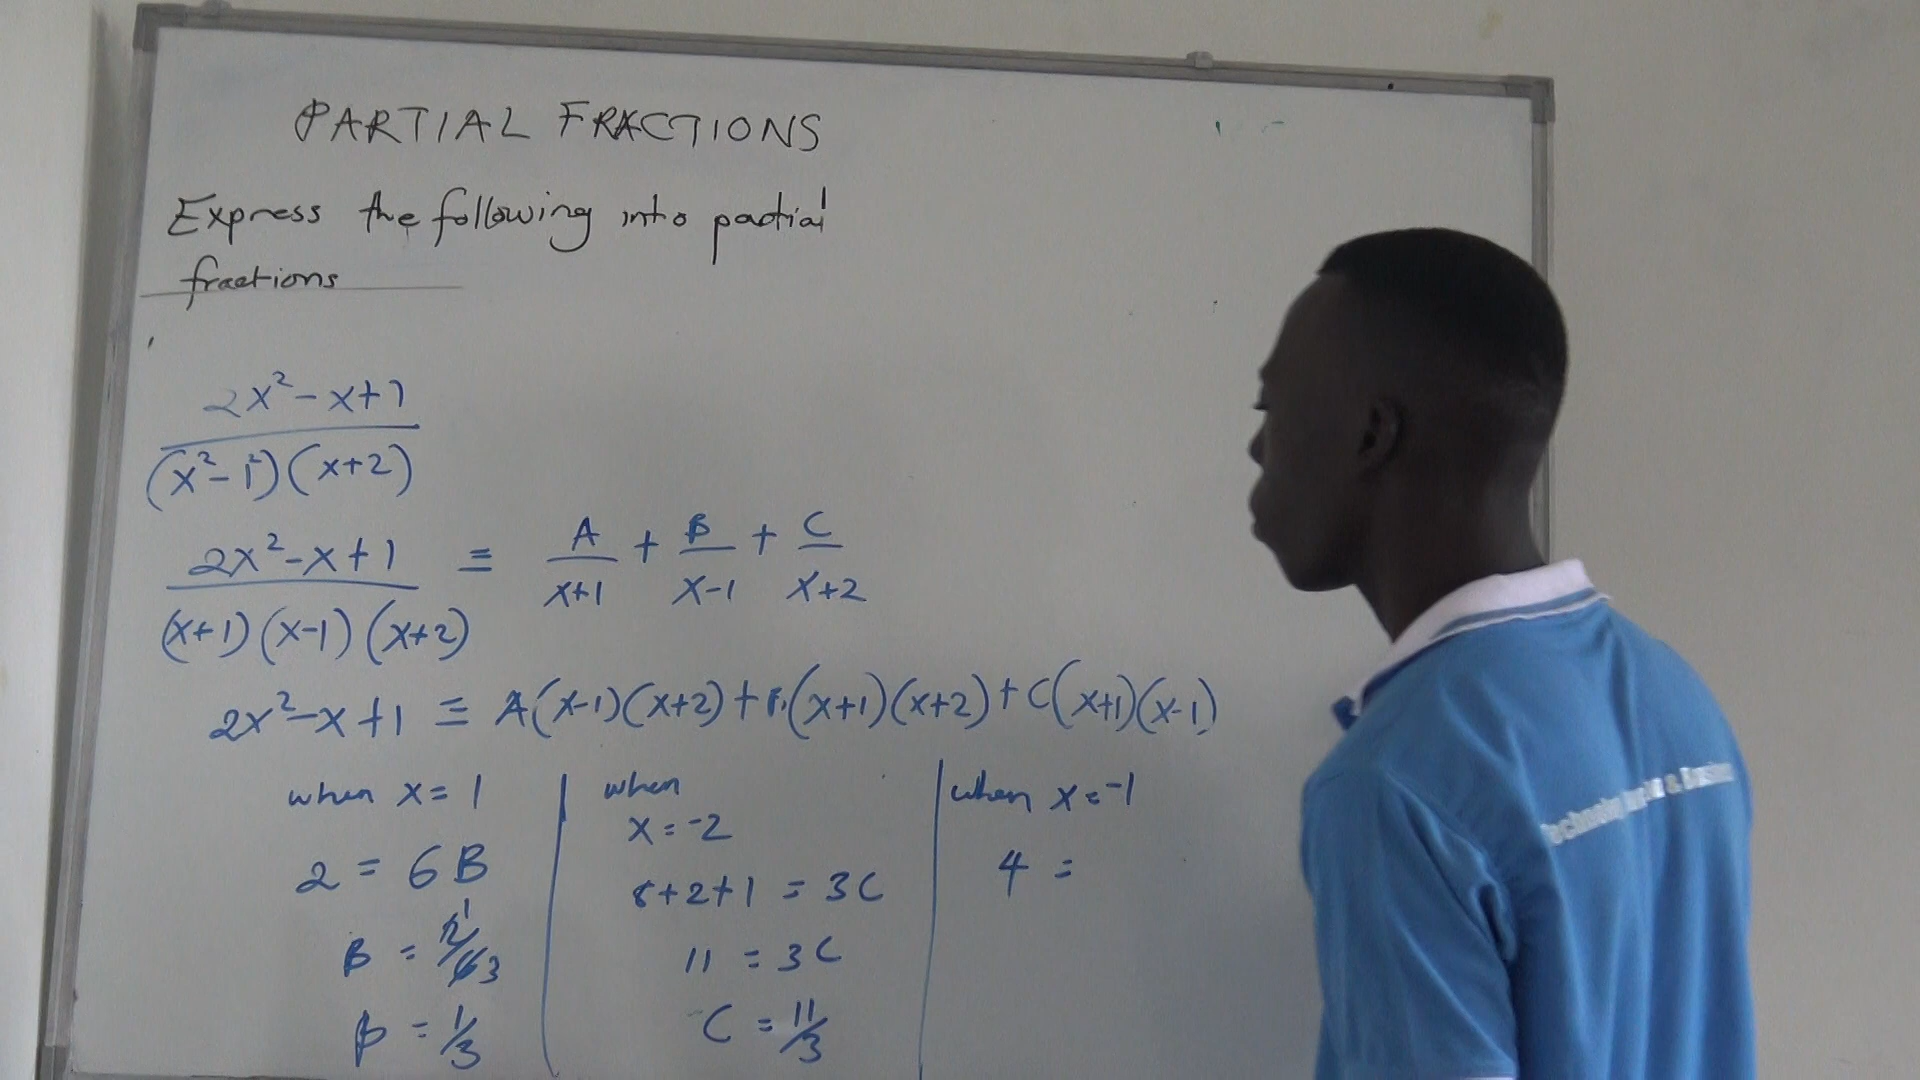 PARTIAL FRACTIONS
Express the following into partial
fractions
2x² - x + 1
(x² - 1²)(x+2)
2x² - x + 1 ≡ A + B + C
(x+1)(x-1)(x+2) x+1 x-1 x+2
2x² - x + 1 ≡ A(x-1)(x+2) + B(x+1)(x+2) + C(x+1)(x-1)
when x = 1
2 = 6B
B = 2/6 1 3
B = 1/3
when
x = -2
8+2+1 = 3C
11 = 3C
C = 11/3
when x = -1
4 =